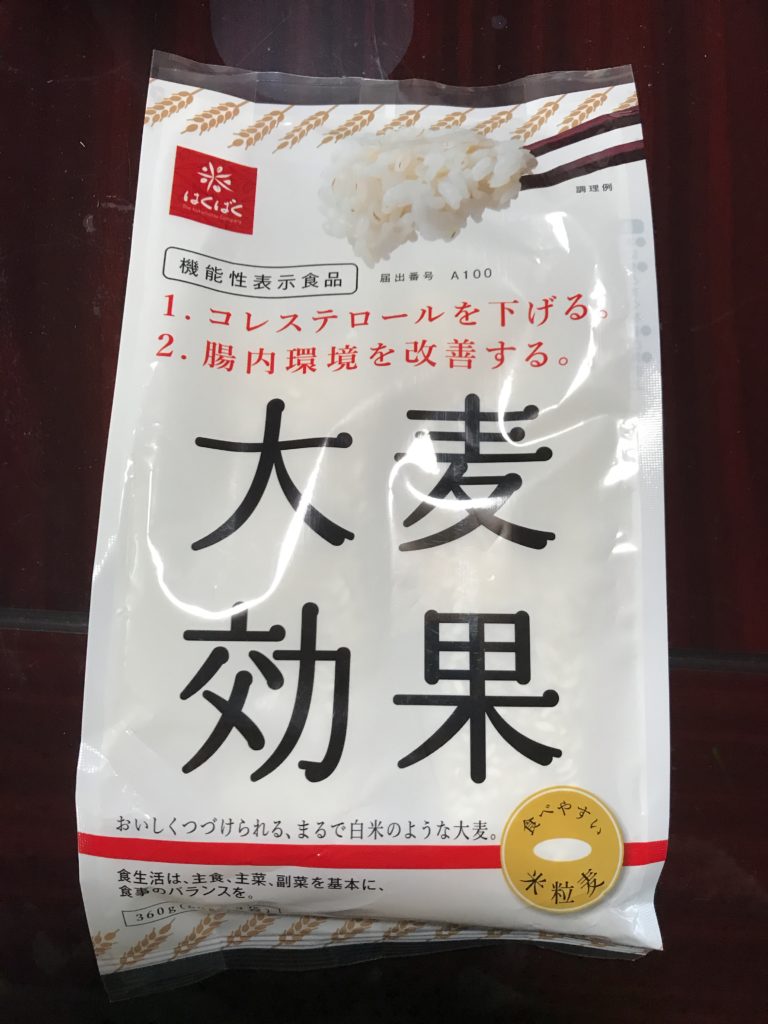 はくばく
調理例
機能性表示食品
届出番号 A100
1. コレステロールを下げる。
2. 腸内環境を改善する。
大麦
効果
おいしくつづけられる、まるで白米のような大麦。
食べやすい
米粒麦
食生活は、主食、主菜、副菜を基本に、
食事のバランスを。
360g